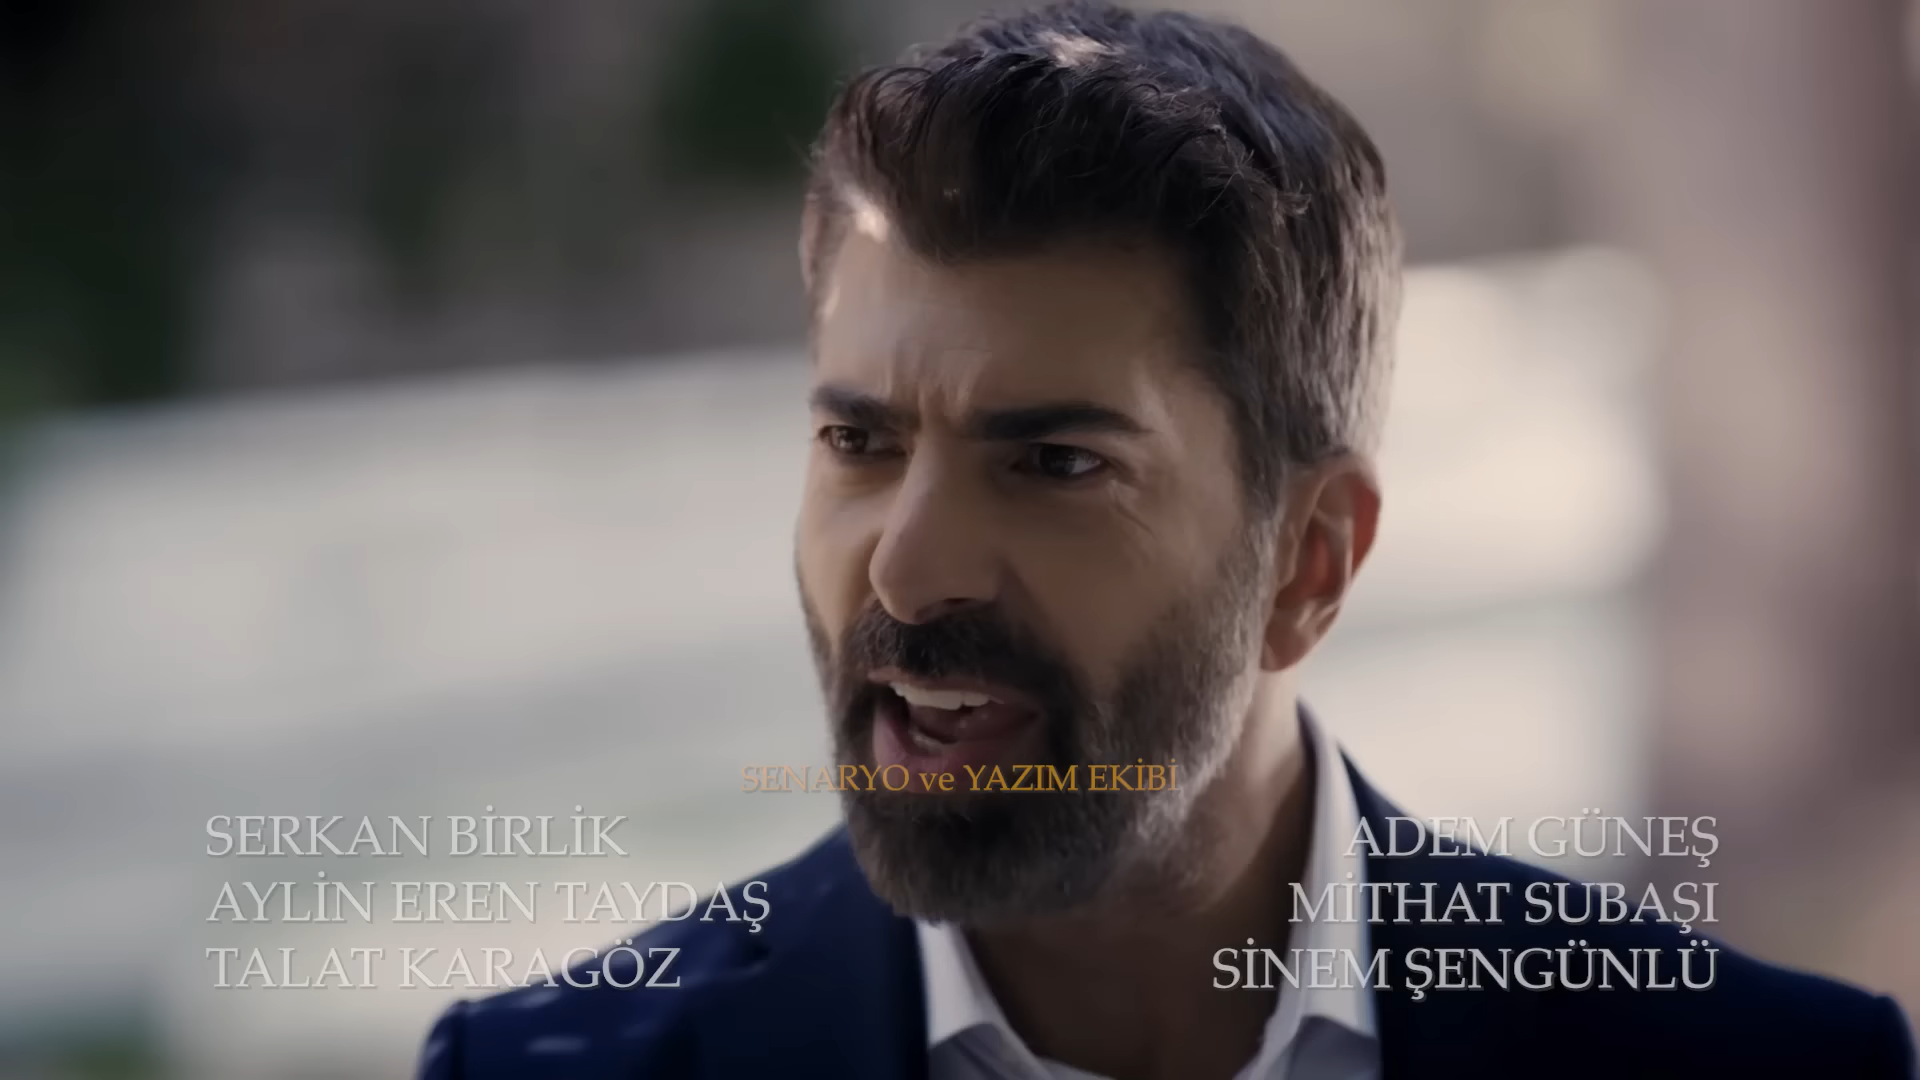 SENARYO ve YAZIM EKİBİ
SERKAN BİRLİK
ADEM GÜNEŞ
AYLİN EREN TAYDAŞ
MİTHAT SUBAŞI
TALAT KARAGÖZ
SİNEM ŞENGÜNLÜ